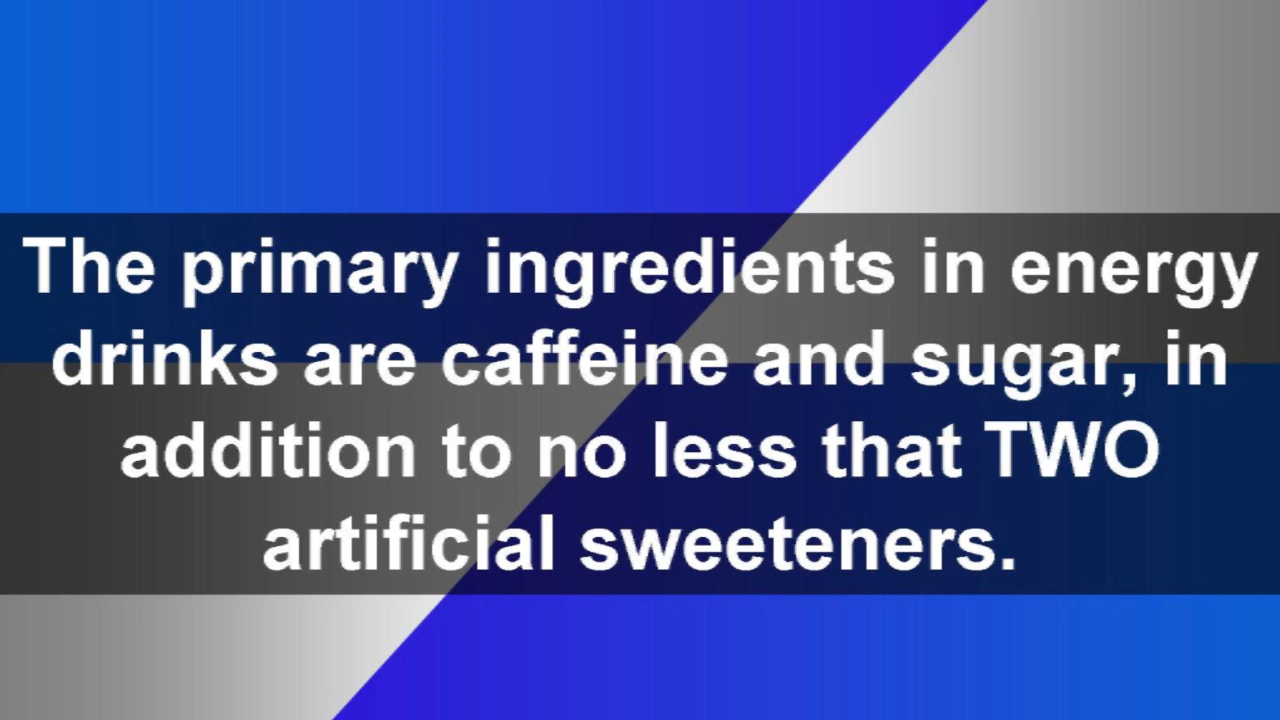 The primary ingredients in energy
drinks are caffeine and sugar, in
addition to no less that TWO
artificial sweeteners.